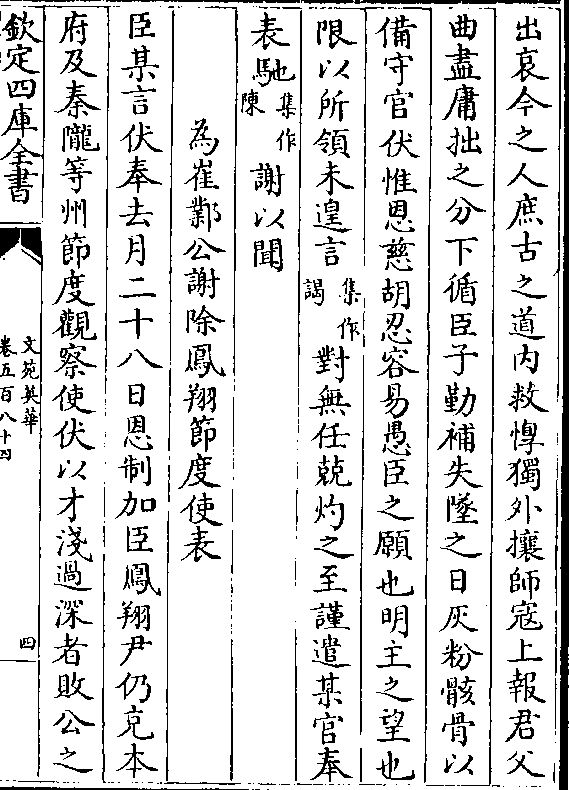 出哀今之人庶古之道内救惸獨外攘師寇上報君父
曲盡庸拙之分下循臣子勤補失墜之日灰粉骸骨以
備守官伏惟恩慈胡忍容易愚臣之願也明主之望也
限以所領未遑言集作謁對無任兢灼之至謹遣某官奉
表馳集作陳謝以聞
為崔鄴公謝除鳳翔節度使表
臣某言伏奉去月二十八日恩制加臣鳳翔尹仍充本
府及秦隴等州節度觀察使伏以才淺過深者敗公之
欽定四庫全書
文苑英華
卷五百八十四
四